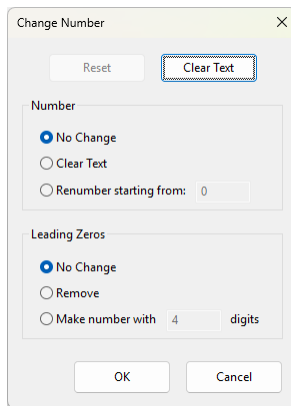 Change Number
Reset Clear Text
Number
No Change
Clear Text
Renumber starting from: 0
Leading Zeros
No Change
Remove
Make number with 4 digits
OK Cancel